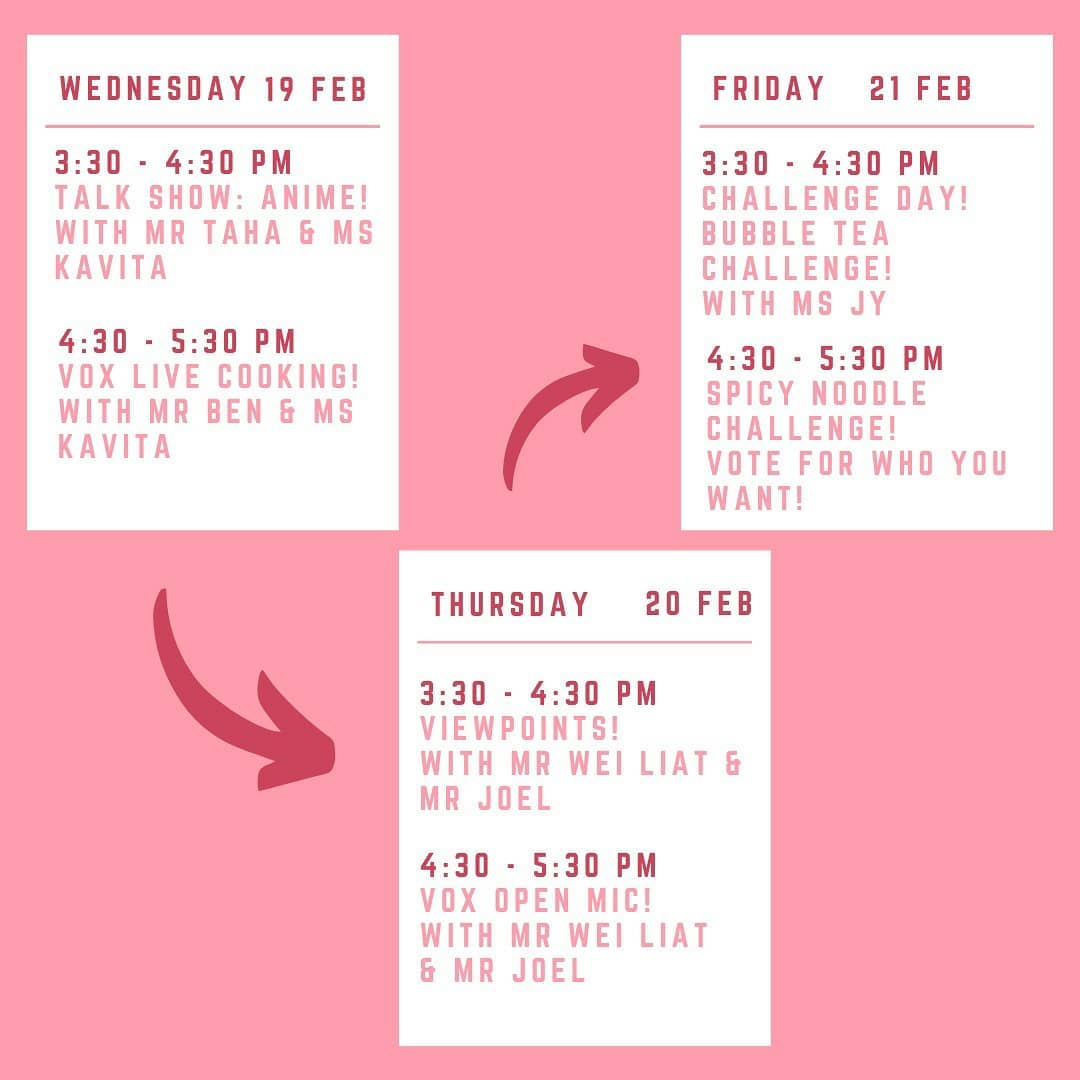 WEDNESDAY 19 FEB
3:30 - 4:30 PM
TALK SHOW: ANIME!
WITH MR TAHA & MS
KAVITA
4:30 - 5:30 PM
VOX LIVE COOKING!
WITH MR BEN & MS
KAVITA
THURSDAY 20 FEB
3:30 - 4:30 PM
VIEWPOINTS!
WITH MR WEI LIAT &
MR JOEL
4:30 - 5:30 PM
VOX OPEN MIC!
WITH MR WEI LIAT
& MR JOEL
FRIDAY 21 FEB
3:30 - 4:30 PM
CHALLENGE DAY!
BUBBLE TEA
CHALLENGE!
WITH MS JY
4:30 - 5:30 PM
SPICY NOODLE
CHALLENGE!
VOTE FOR WHO YOU
WANT!